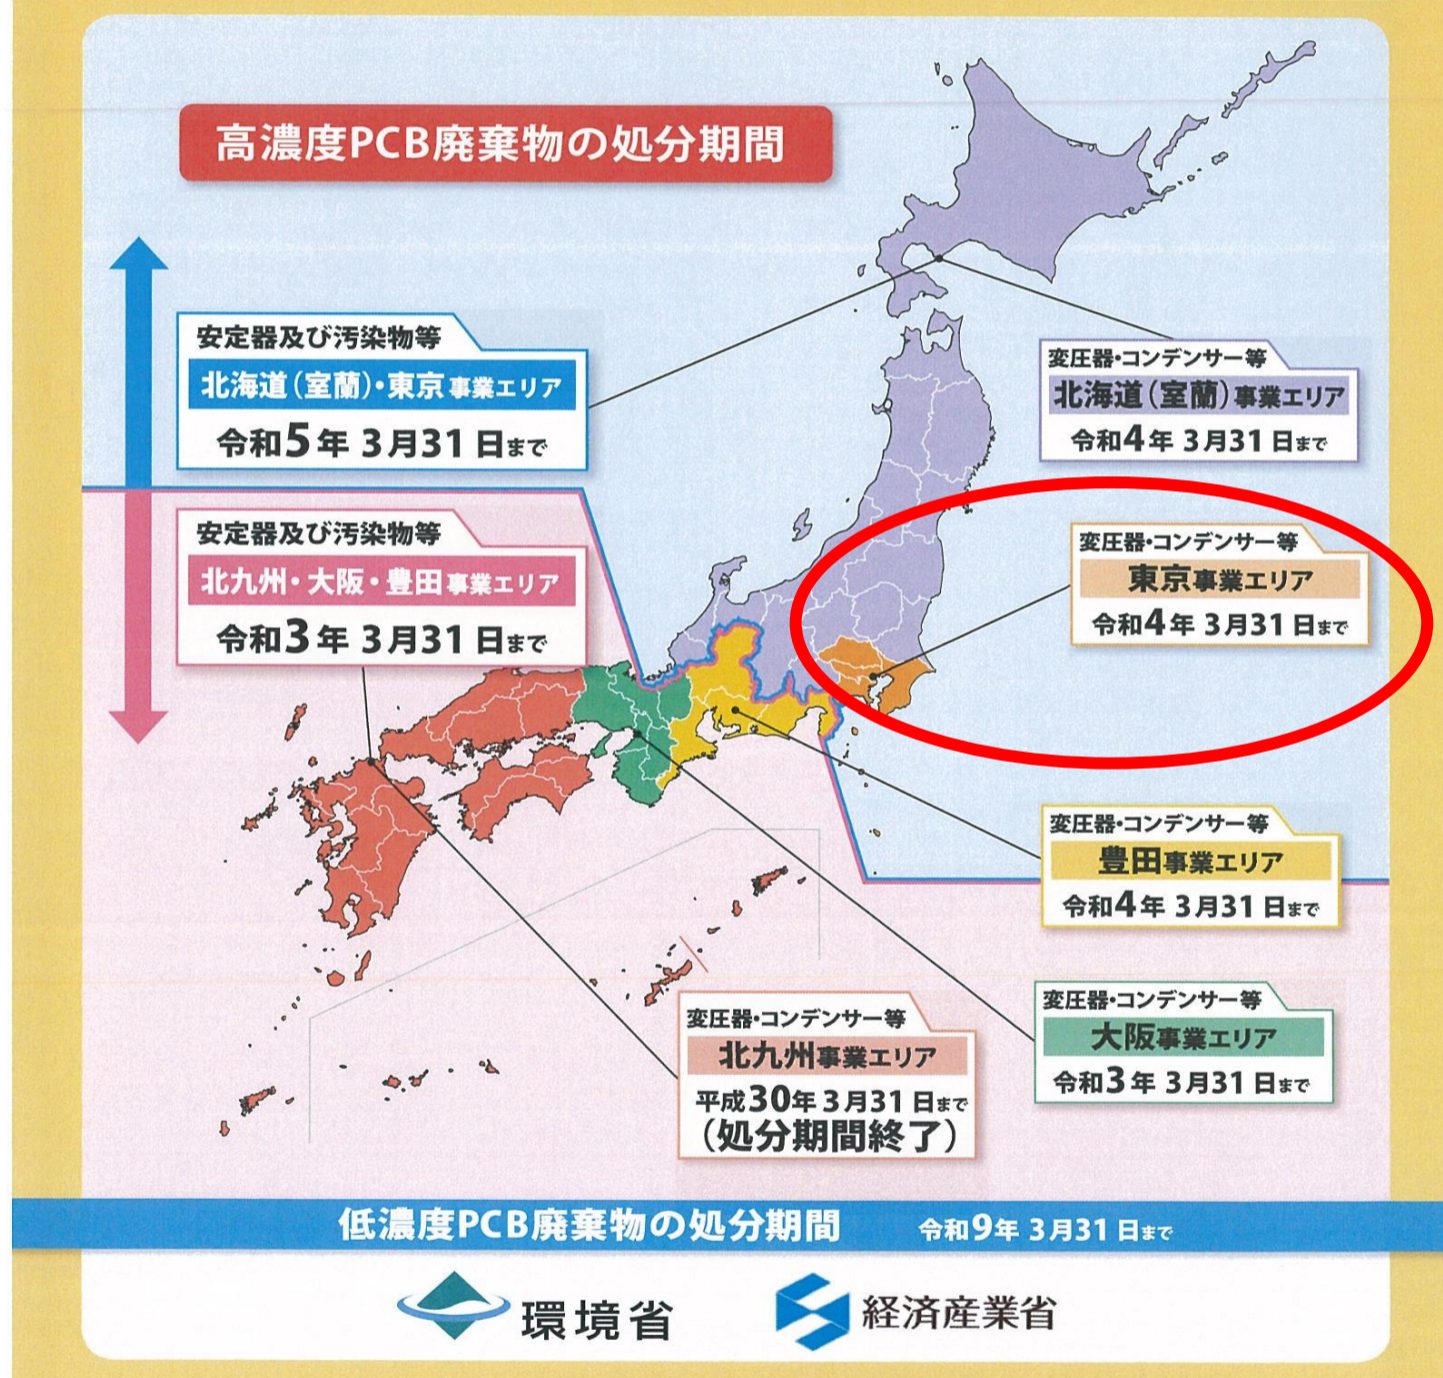 高濃度PCB廃棄物の処分期間
安定器及び汚染物等
北海道(室蘭)・東京事業エリア
令和5年 3月31日まで
変圧器・コンデンサー等
北海道(室蘭)事業エリア
令和4年 3月31日まで
安定器及び汚染物等
北九州・大阪・豊田事業エリア
令和3年 3月31日まで
変圧器・コンデンサー等
東京事業エリア
令和4年 3月31日まで
変圧器・コンデンサー等
豊田事業エリア
令和4年 3月31日まで
変圧器・コンデンサー等
大阪事業エリア
令和3年 3月31日まで
変圧器・コンデンサー等
北九州事業エリア
平成30年 3月31日まで
(処分期間終了)
低濃度PCB廃棄物の処分期間 令和9年 3月31日まで
環境省
経済産業省